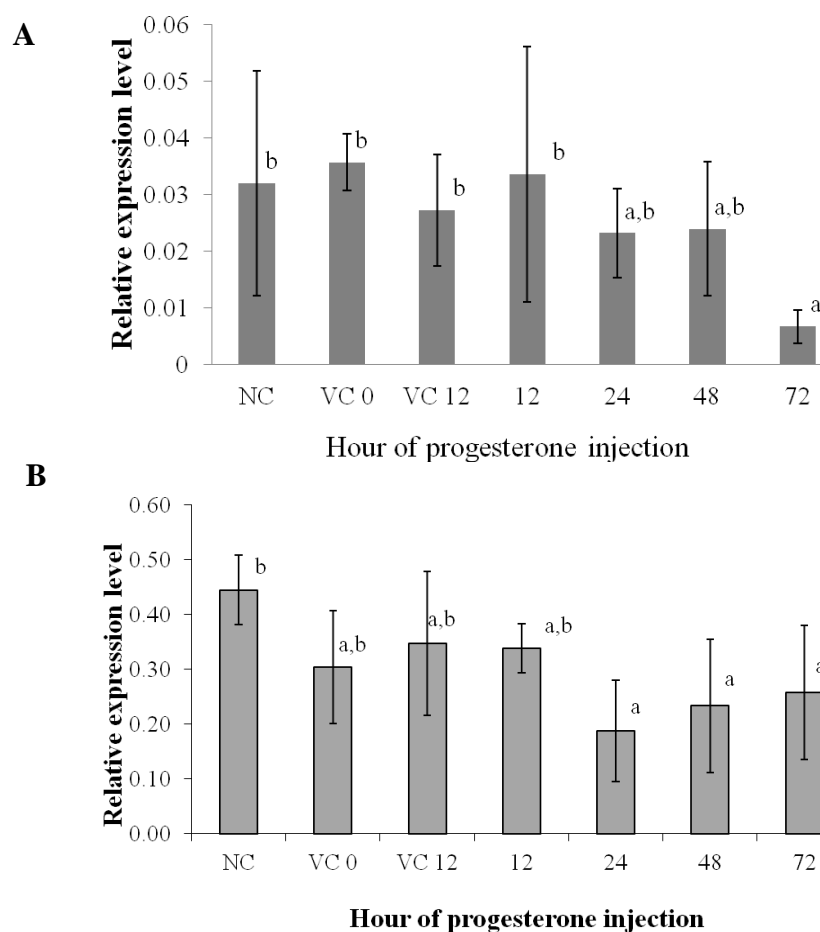 A
Relative expression level
0.06
0.05
0.04
0.03
0.02
0.01
0
b
b
b
b
a,b
a,b
a
NC VC 0 VC 12 12 24 48 72
Hour of progesterone injection
B
Relative expression level
0.60
0.50
0.40
0.30
0.20
0.10
0.00
b
a,b
a,b
a,b
a
a
a
NC VC 0 VC 12 12 24 48 72
Hour of progesterone injection